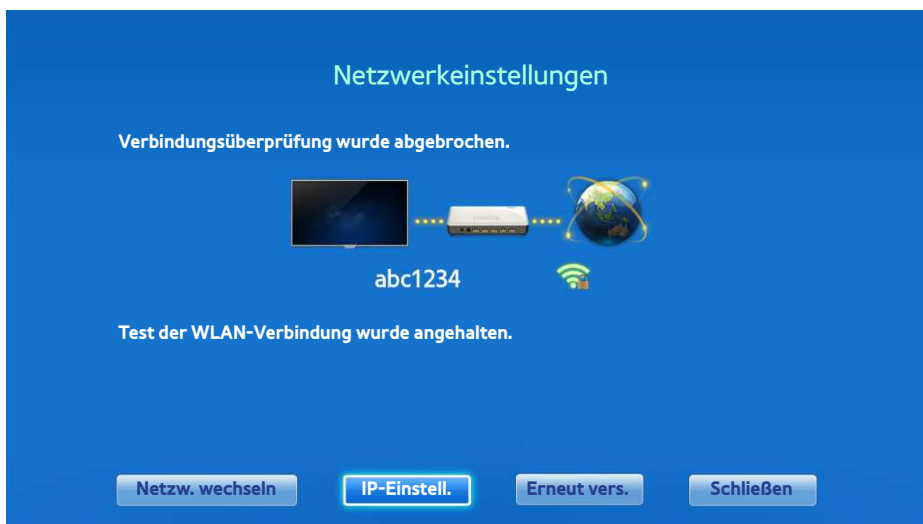 Netzwerkeinstellungen
Verbindungsüberprüfung wurde abgebrochen.
abc1234
Test der WLAN-Verbindung wurde angehalten.
Netzw. wechseln
IP-Einstell.
Erneut vers.
Schließen